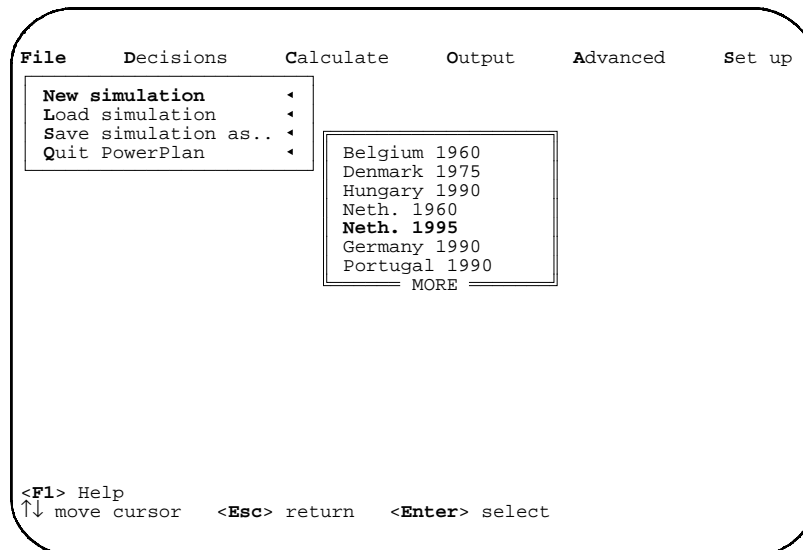 File Decisions Calculate Output Advanced Set up
New simulation ◂
Load simulation ◂
Save simulation as.. ◂
Quit PowerPlan ◂
Belgium 1960
Denmark 1975
Hungary 1990
Neth. 1960
Neth. 1995
Germany 1990
Portugal 1990
MORE
<F1> Help
↑↓ move cursor <Esc> return <Enter> select